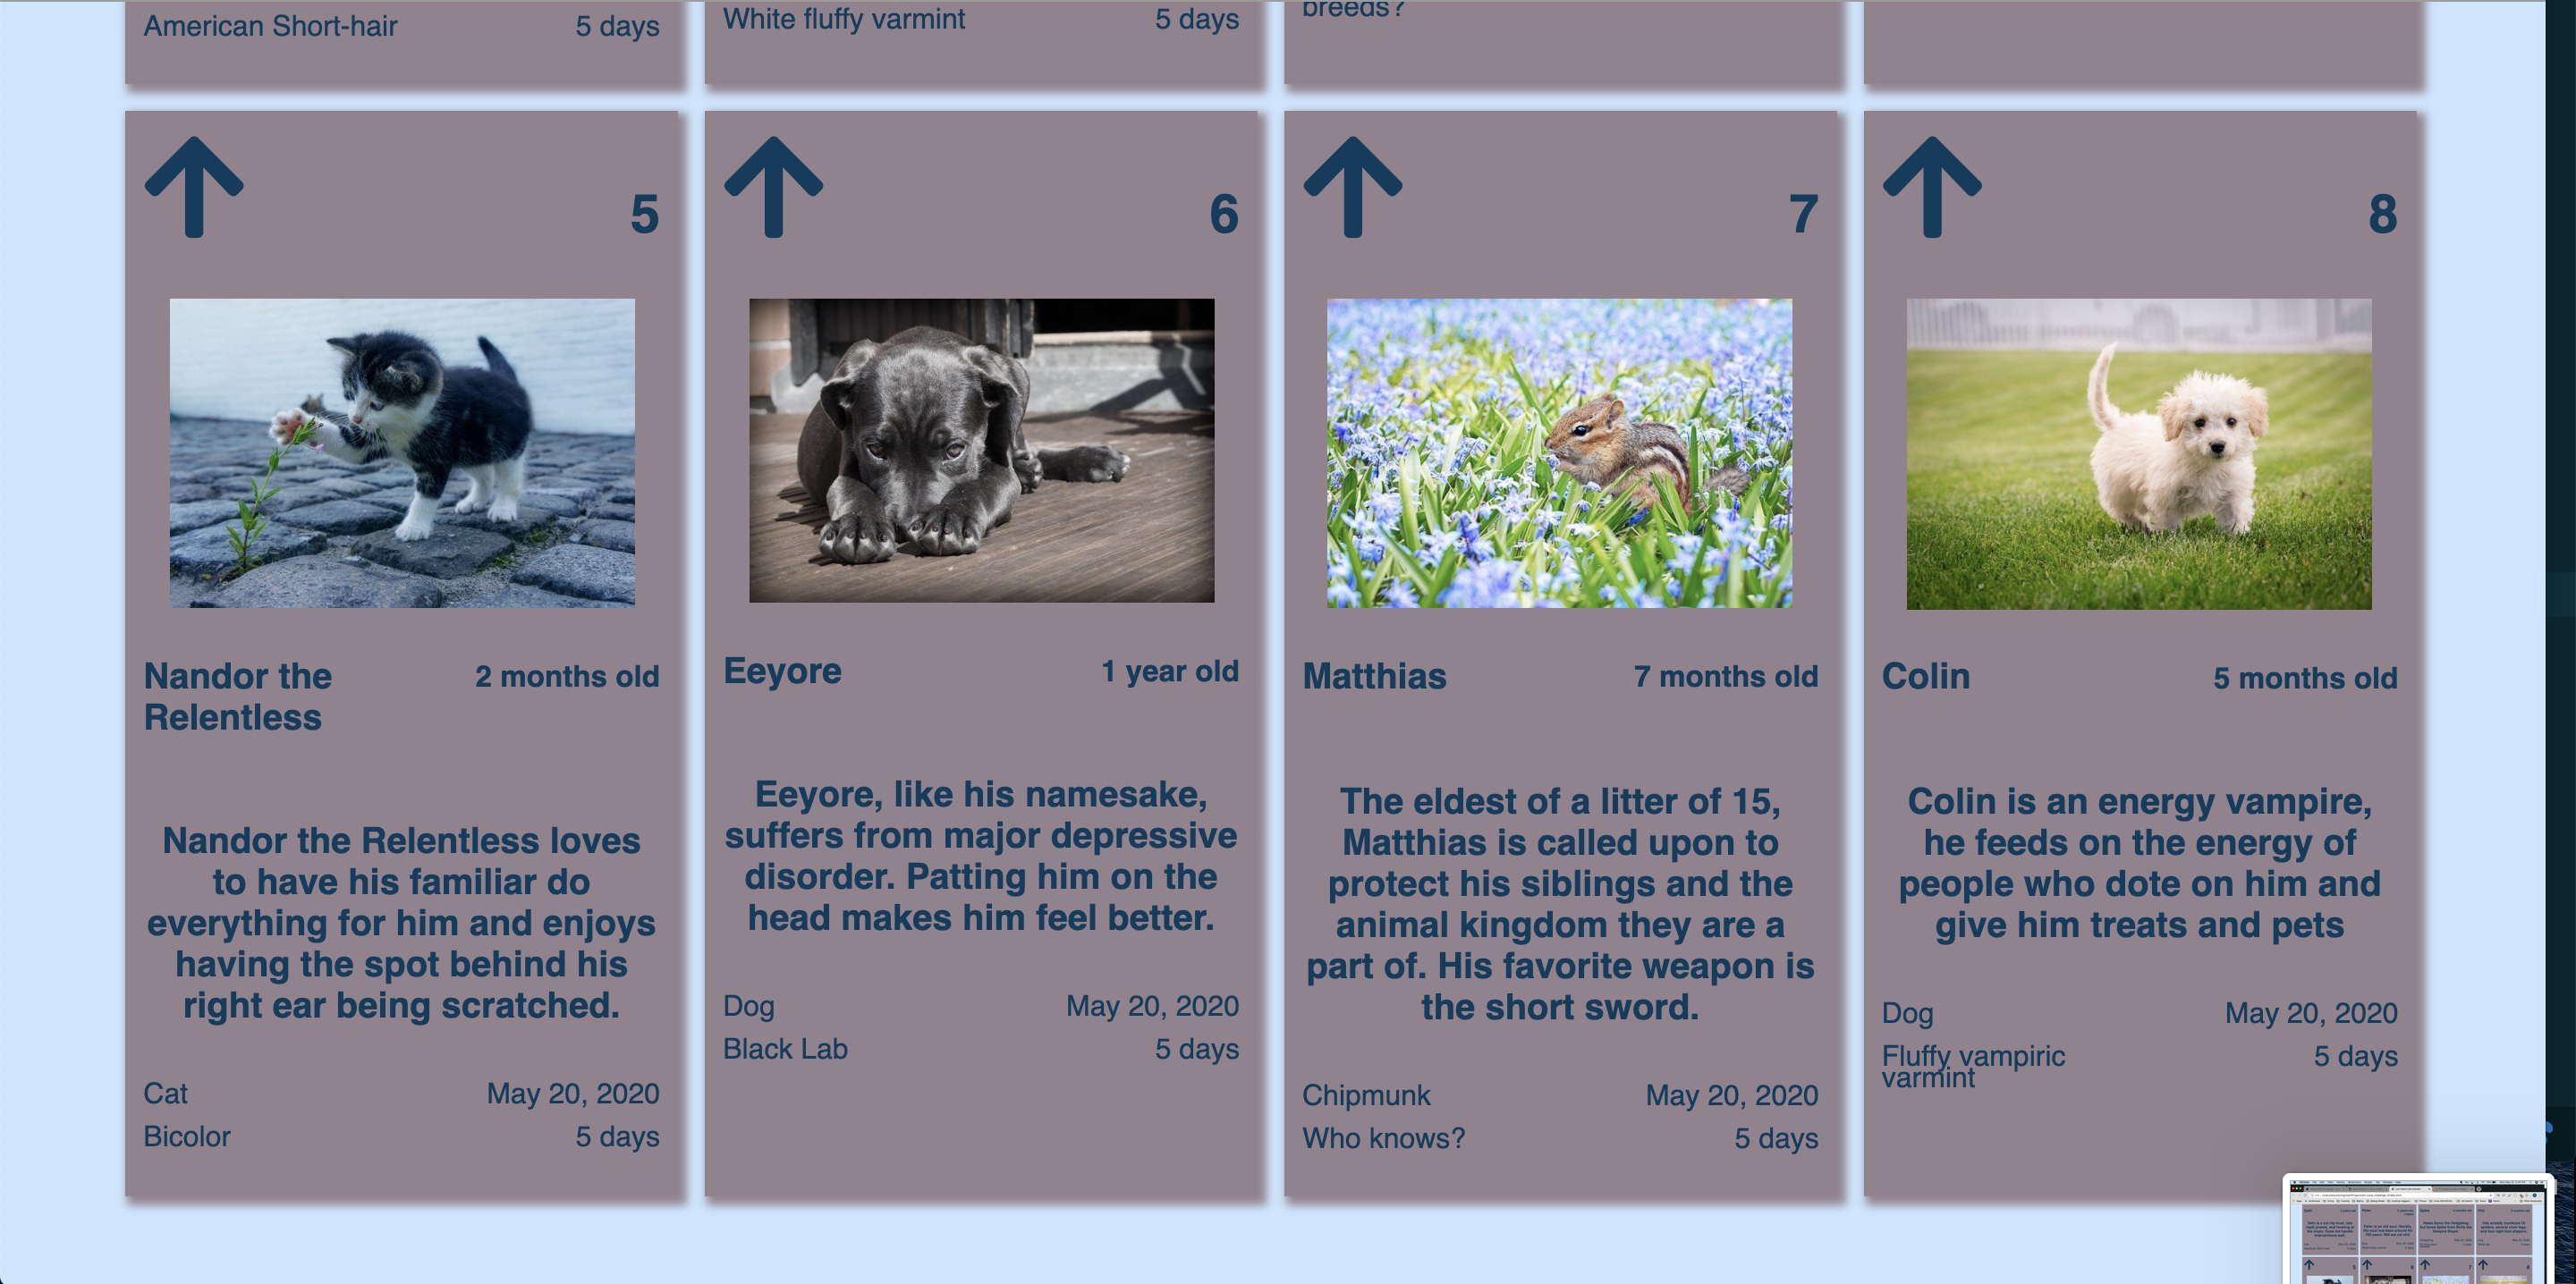 American Short-hair 5 days
White fluffy varmint 5 days
breeds?
5
Nandor the 2 months old
Relentless
Nandor the Relentless loves
to have his familiar do
everything for him and enjoys
having the spot behind his
right ear being scratched.
Cat May 20, 2020
Bicolor 5 days
6
Eeyore 1 year old
Eeyore, like his namesake,
suffers from major depressive
disorder. Patting him on the
head makes him feel better.
Dog May 20, 2020
Black Lab 5 days
7
Matthias 7 months old
The eldest of a litter of 15,
Matthias is called upon to
protect his siblings and the
animal kingdom they are a
part of. His favorite weapon is
the short sword.
Chipmunk May 20, 2020
Who knows? 5 days
8
Colin 5 months old
Colin is an energy vampire,
he feeds on the energy of
people who dote on him and
give him treats and pets
Dog May 20, 2020
Fluffy vampiric 5 days
varmint